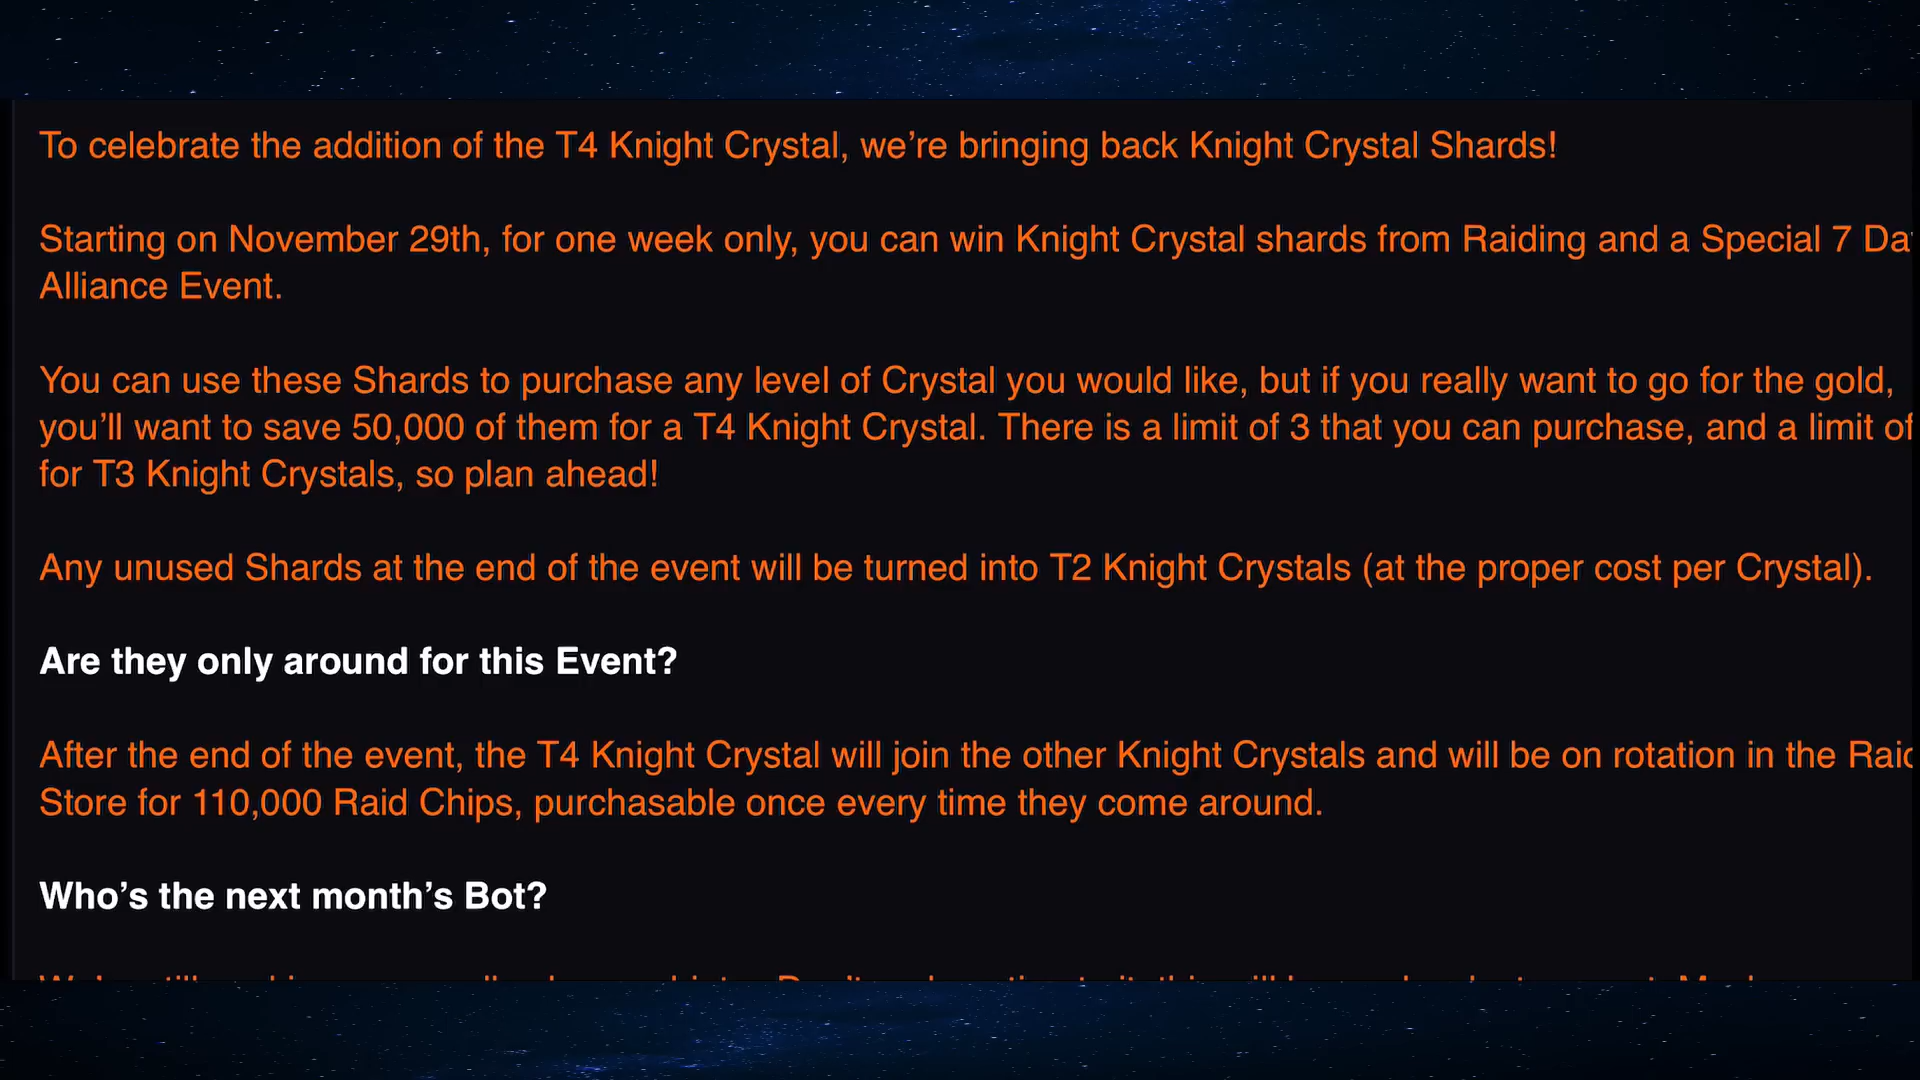 To celebrate the addition of the T4 Knight Crystal, we’re bringing back Knight Crystal Shards!
Starting on November 29th, for one week only, you can win Knight Crystal shards from Raiding and a Special 7
Alliance Event.
You can use these Shards to purchase any level of Crystal you would like, but if you really want to go for the gold,
you’ll want to save 50,000 of them for a T4 Knight Crystal. There is a limit of 3 that you can purchase, and a limit of
for T3 Knight Crystals, so plan ahead!
Any unused Shards at the end of the event will be turned into T2 Knight Crystals (at the proper cost per Crystal).
Are they only around for this Event?
After the end of the event, the T4 Knight Crystal will join the other Knight Crystals and will be on rotation in the
Store for 110,000 Raid Chips, purchasable once every time they come around.
Who’s the next month’s Bot?